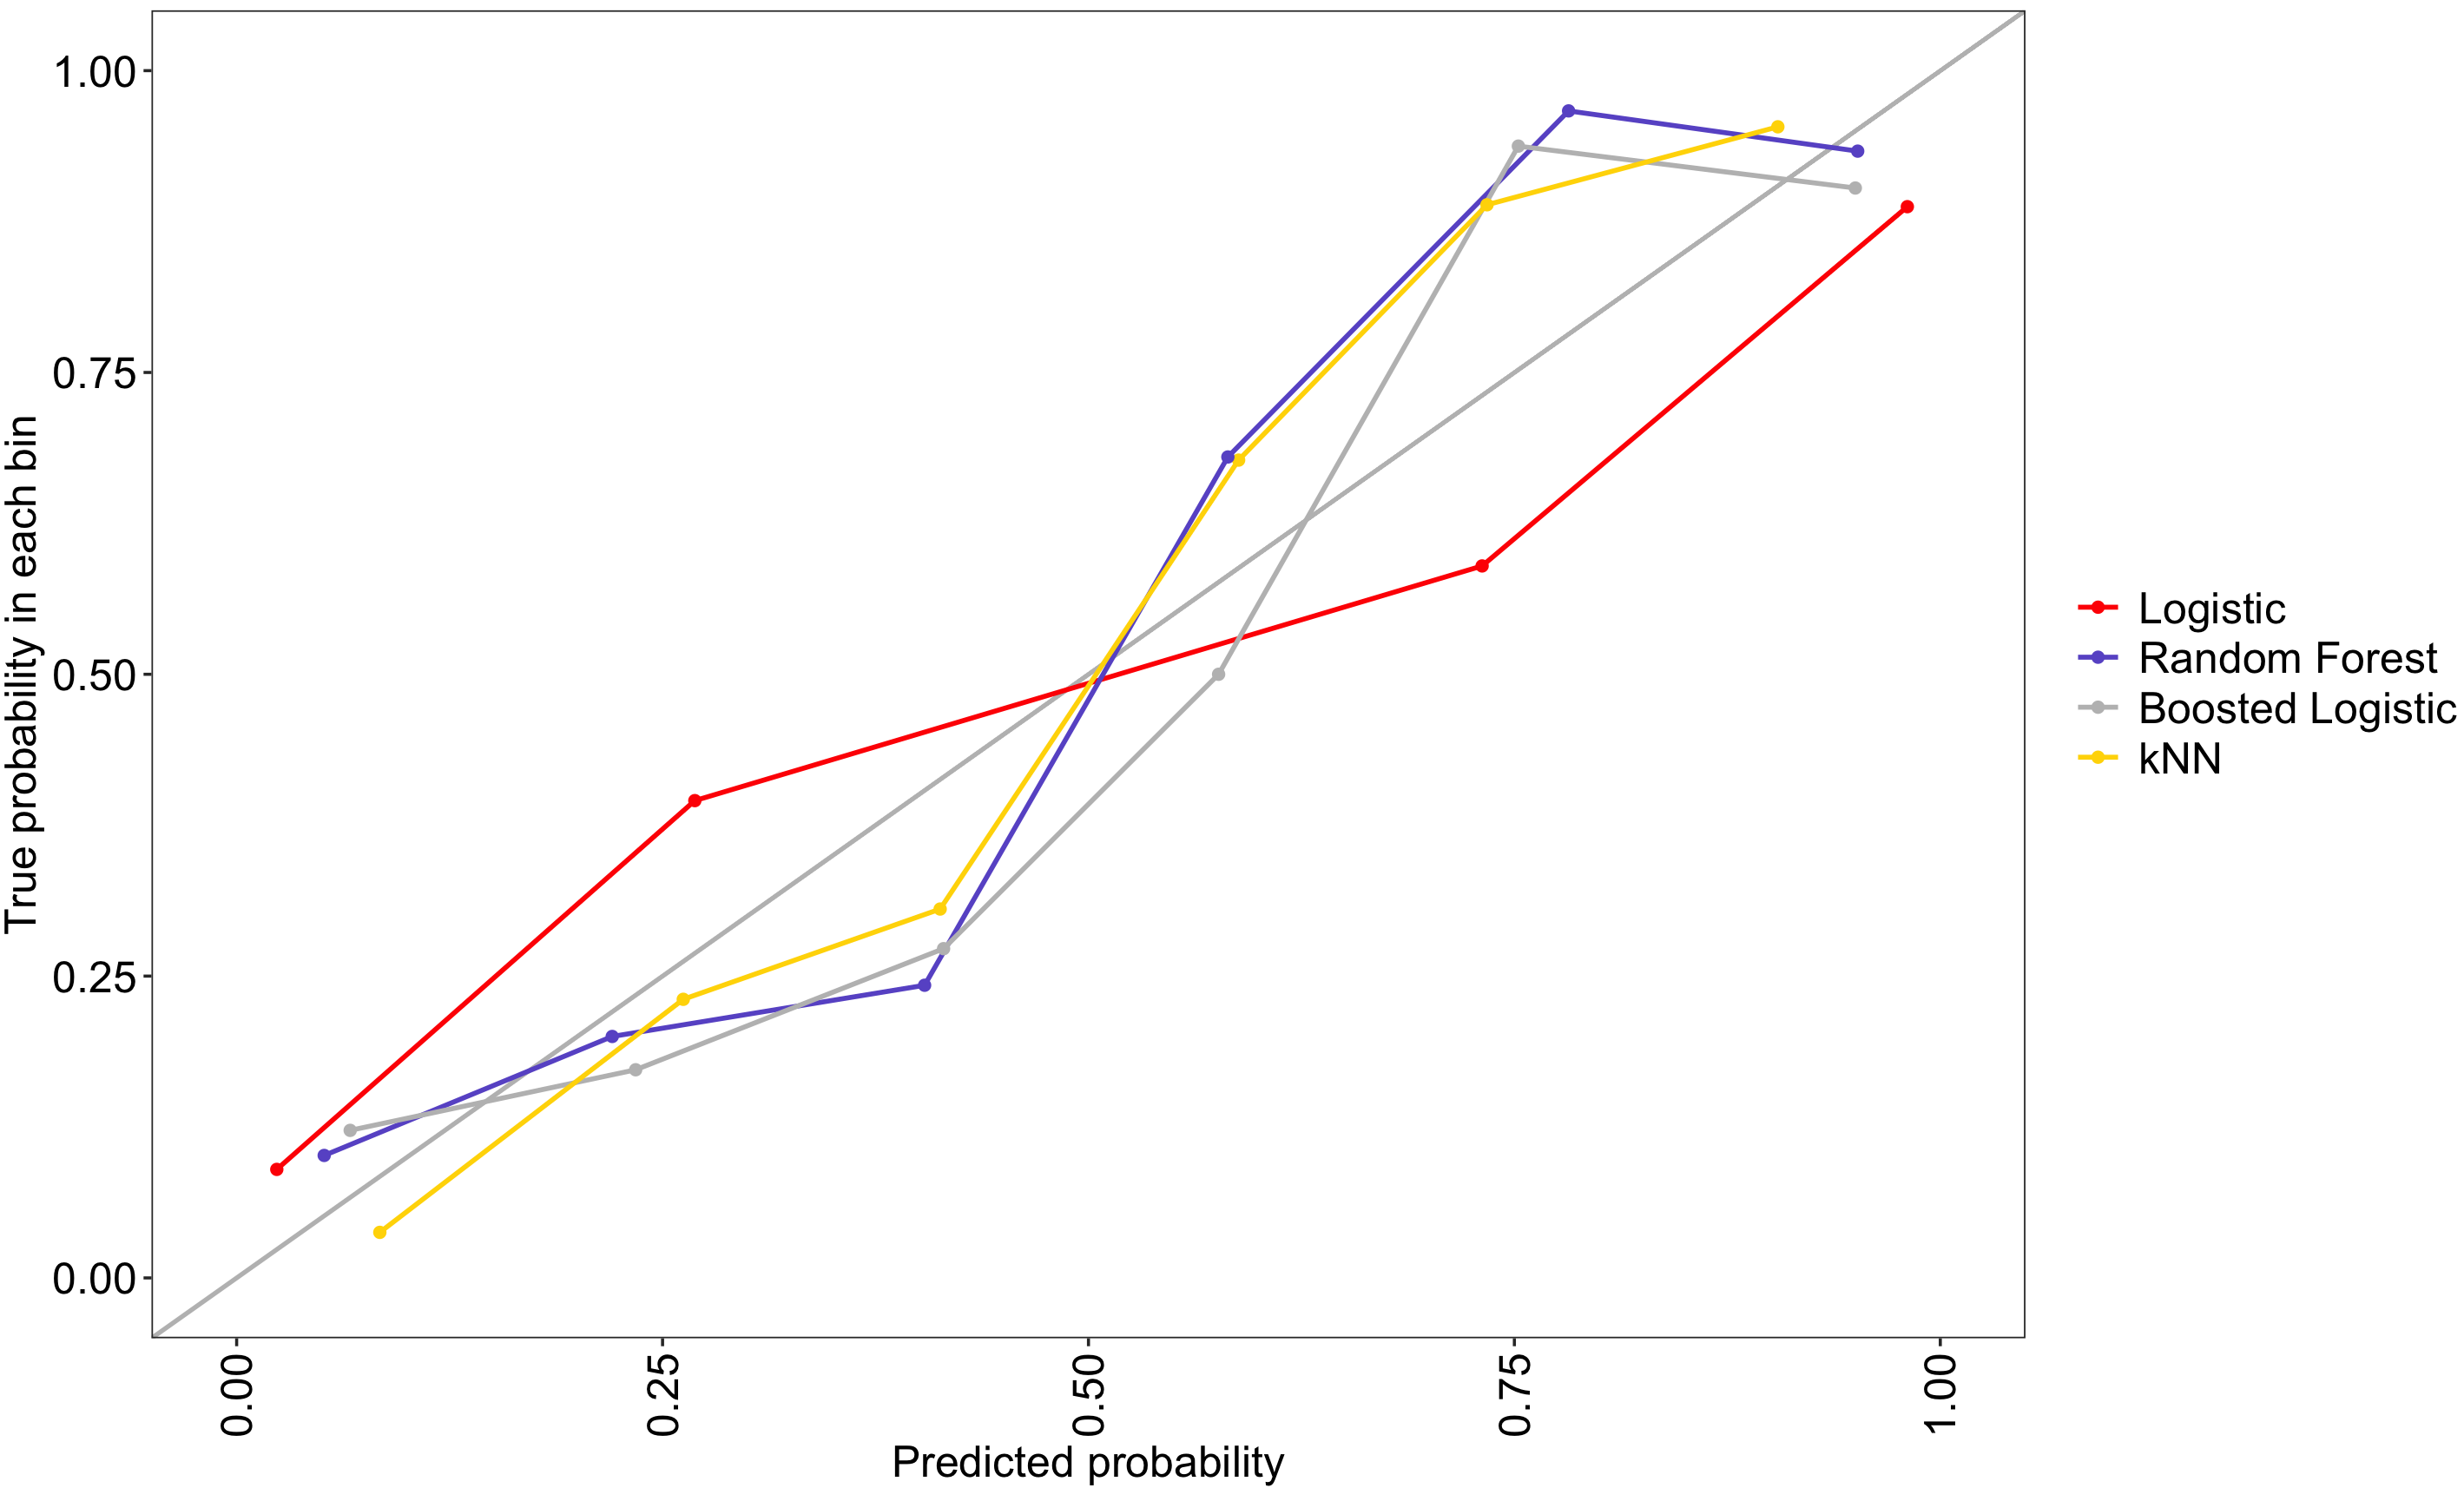 True probability in each bin
1.00
0.75
0.50
0.25
0.00
0.00
0.25
0.50
0.75
1.00
Predicted probability
Logistic
Random Forest
Boosted Logistic
kNN